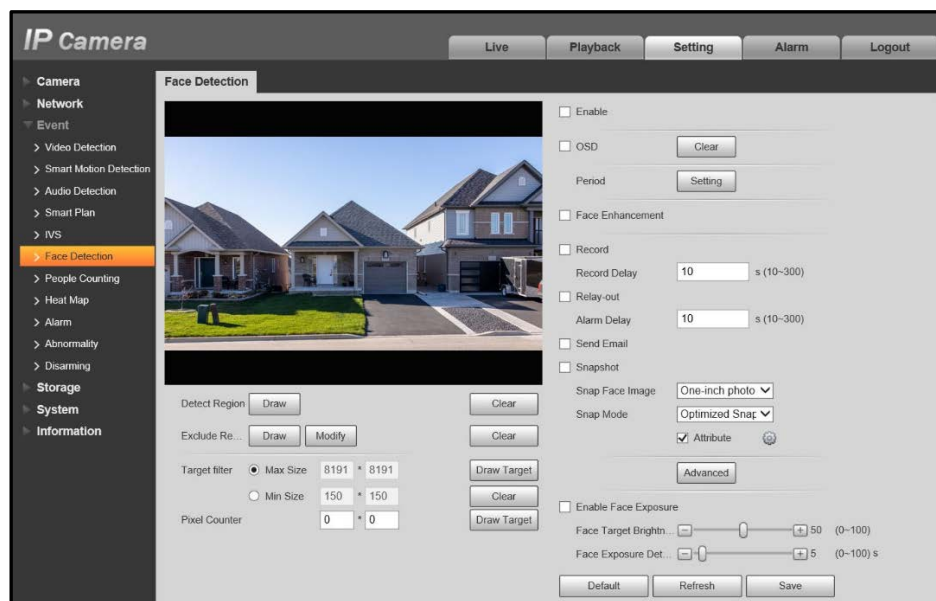 IP Camera
Live
Playback
Setting
Alarm
Logout
Camera
Network
Event
Video Detection
Smart Motion Detection
Audio Detection
Smart Plan
IVS
Face Detection
People Counting
Heat Map
Alarm
Abnormality
Disarming
Storage
System
Information
Face Detection
Detect Region Draw Clear
Exclude Re... Draw Modify Clear
Target filter Max Size 8191 * 8191 Draw Target
Min Size 150 * 150 Clear
Pixel Counter 0 * 0 Draw Target
Enable
OSD Clear
Period Setting
Face Enhancement
Record
Record Delay 10 s (10~300)
Relay-out
Alarm Delay 10 s (10~300)
Send Email
Snapshot
Snap Face Image One-inch photo
Snap Mode Optimized Snap
Attribute
Advanced
Enable Face Exposure
Face Target Brightn... 50 (0~100)
Face Exposure Det... 5 (0~100) s
Default Refresh Save